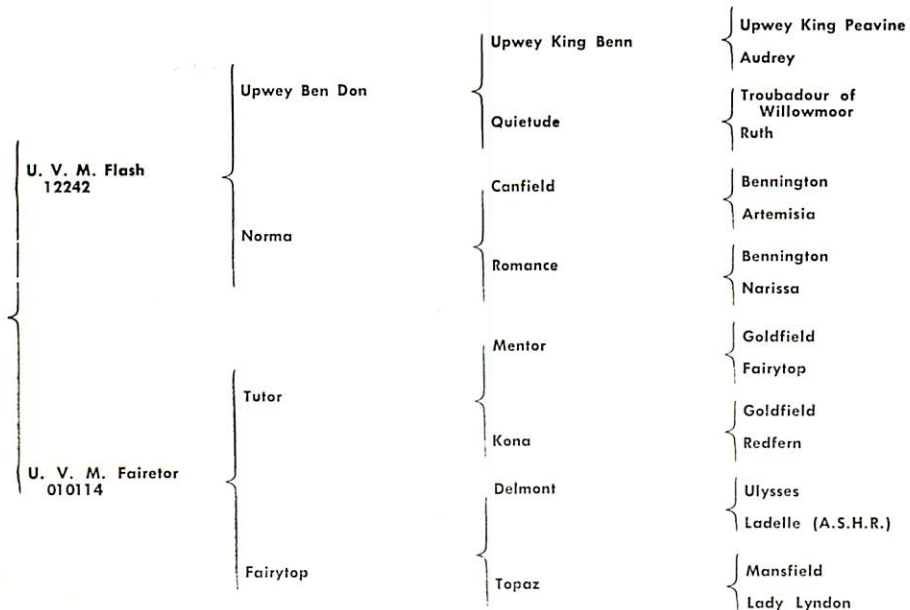 U. V. M. Flash
12242
U. V. M. Fairetor
010114
Upwey Ben Don
Norma
Tutor
Fairytop
Upwey King Benn
Quietude
Canfield
Romance
Mentor
Kona
Delmont
Topaz
Upwey King Peavine
Audrey
Troubadour of
Willowmoor
Ruth
Bennington
Artemisia
Bennington
Narissa
Goldfield
Fairytop
Goldfield
Redfern
Ulysses
Ladelle (A.S.H.R.)
Mansfield
Lady Lyndon